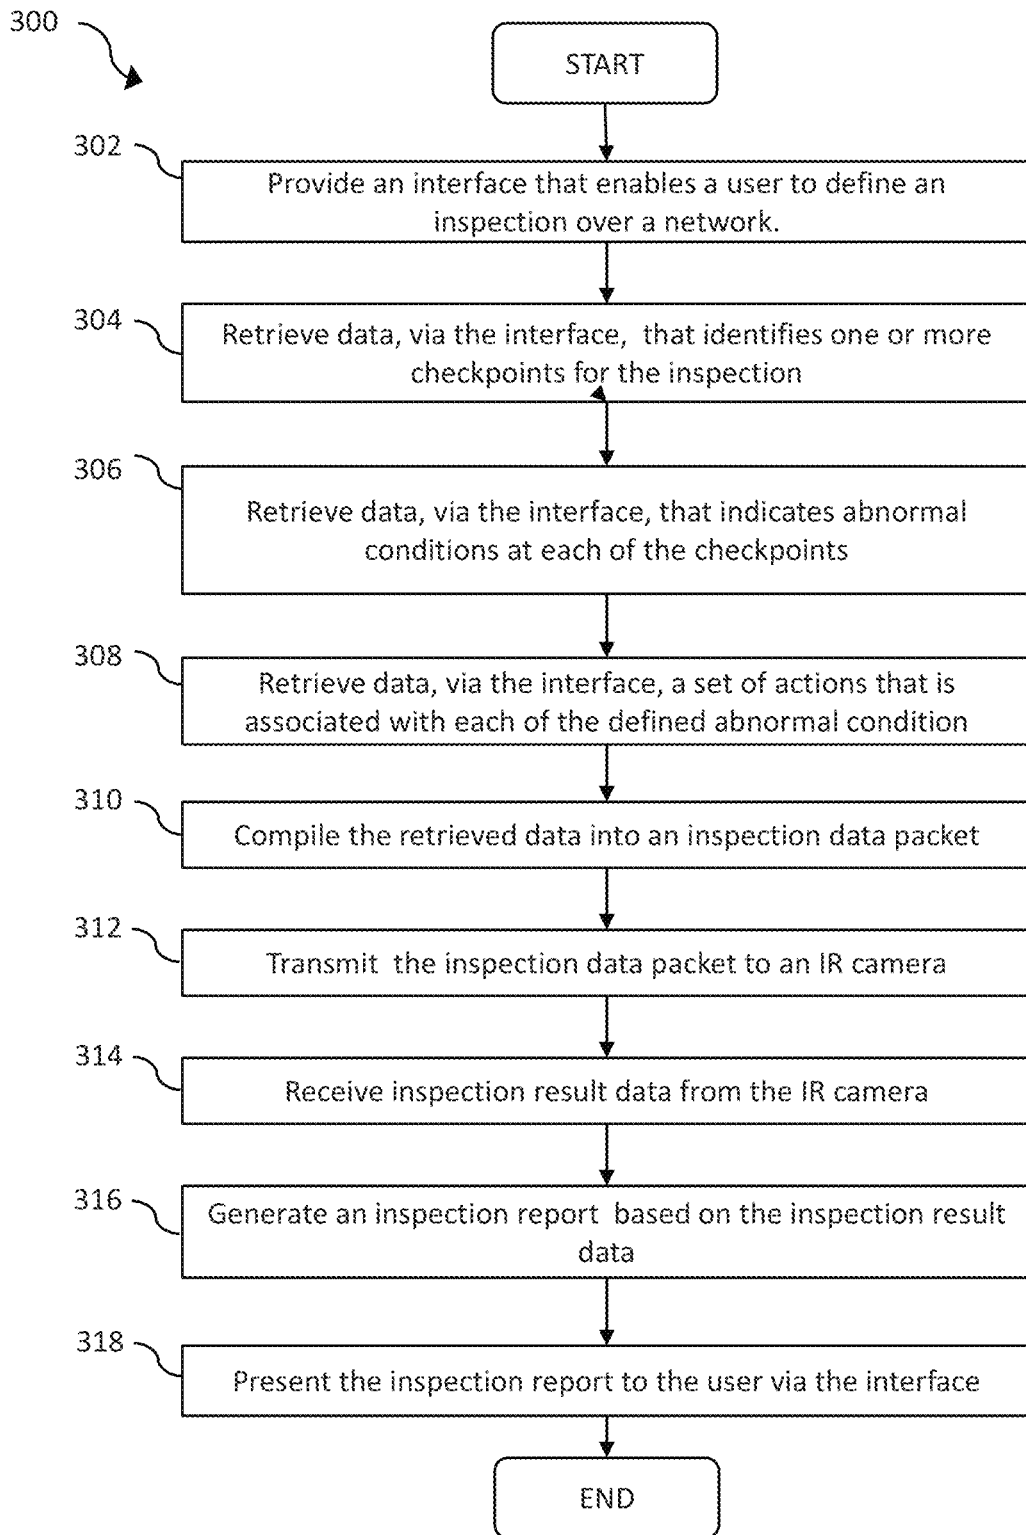 300
START
302
Provide an interface that enables a user to define an
inspection over a network.
304
Retrieve data, via the interface, that identifies one or more
checkpoints for the inspection
306
Retrieve data, via the interface, that indicates abnormal
conditions at each of the checkpoints
308
Retrieve data, via the interface, a set of actions that is
associated with each of the defined abnormal condition
310
Compile the retrieved data into an inspection data packet
312
Transmit the inspection data packet to an IR camera
314
Receive inspection result data from the IR camera
316
Generate an inspection report based on the inspection result
data
318
Present the inspection report to the user via the interface
END